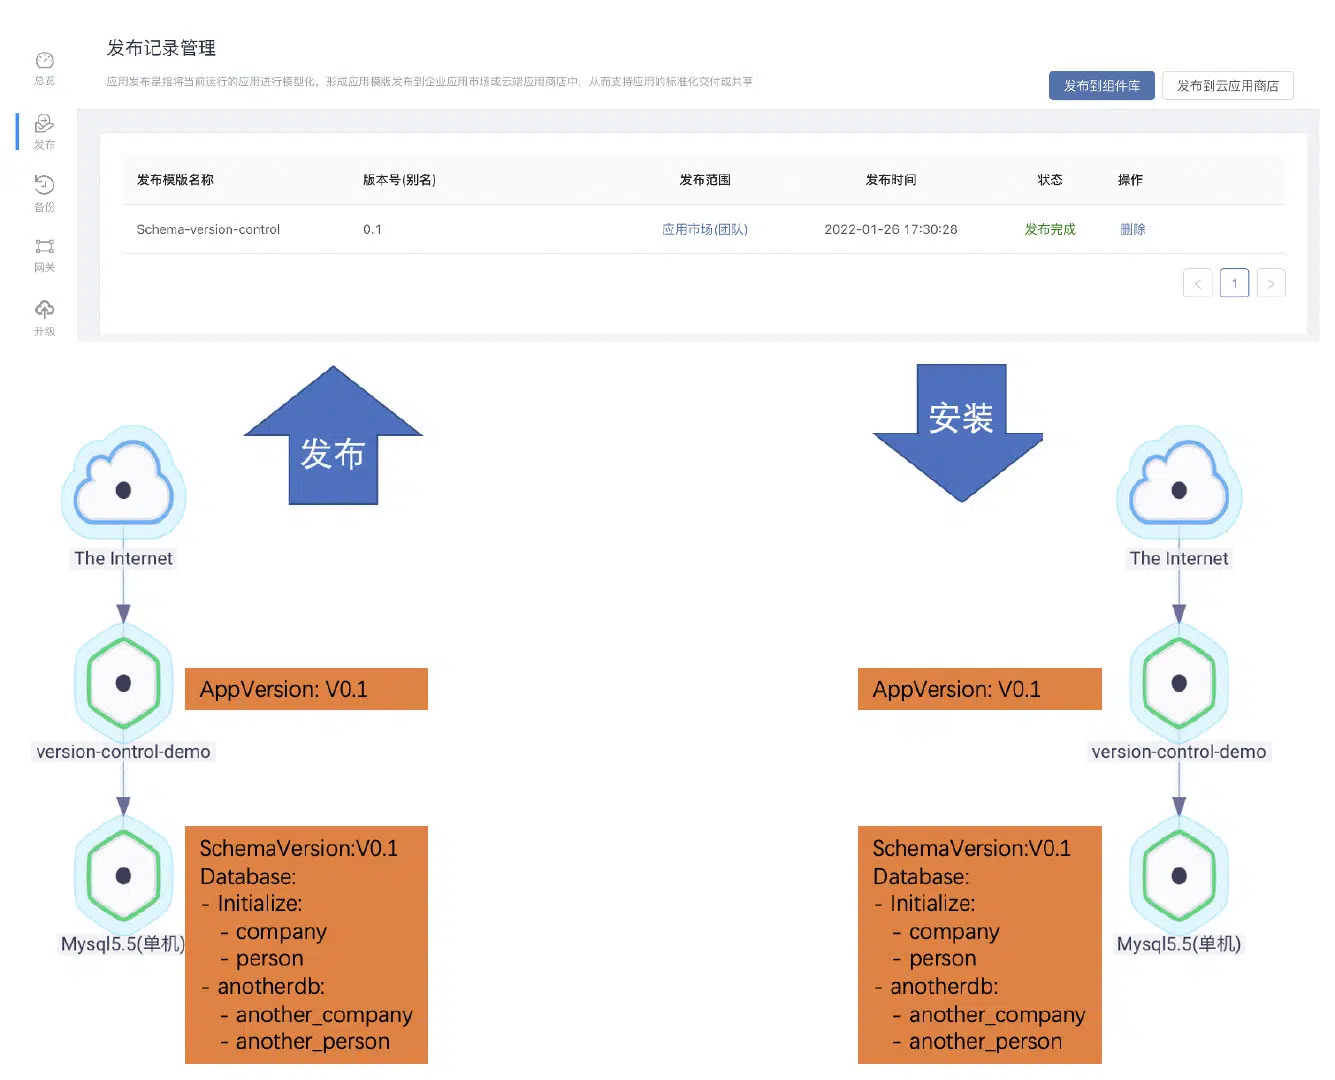 发布记录管理
应用发布是指将当前运行的应用进行模型化，形成应用模版发布到企业应用市场或云端应用商店中，从而支持应用的标准化交付或共享
发布到组件库
发布到云应用商店
总览
发布
备份
网关
升级
发布模版名称 版本号(别名) 发布范围 发布时间 状态 操作
Schema-version-control 0.1 应用市场(团队) 2022-01-26 17:30:28 发布完成 删除
< 1 >
发布
安装
The Internet
AppVersion: V0.1
version-control-demo
SchemaVersion:V0.1
Database:
- Initialize:
- company
- person
- anotherdb:
- another_company
- another_person
Mysql5.5(单机)
The Internet
AppVersion: V0.1
version-control-demo
SchemaVersion:V0.1
Database:
- Initialize:
- company
- person
- anotherdb:
- another_company
- another_person
Mysql5.5(单机)